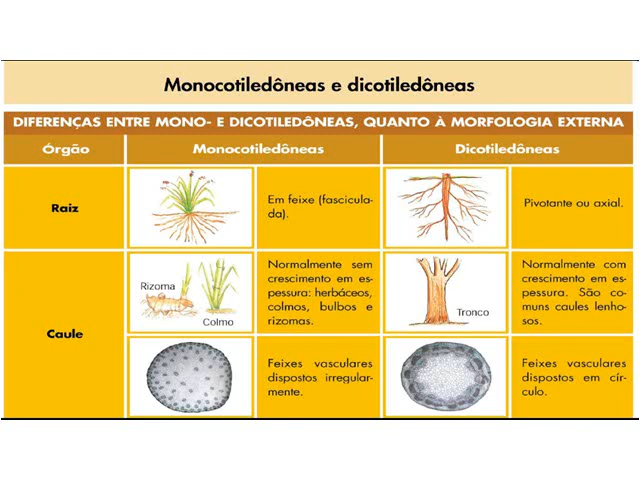 Monocotiledôneas e dicotiledôneas
DIFERENÇAS ENTRE MONO- E DICOTILEDÔNEAS, QUANTO À MORFOLOGIA EXTERNA
Órgão
Monocotiledôneas
Dicotiledôneas
Raiz
Em feixe (fascicula-
da).
Pivotante ou axial.
Caule
Rizoma
Colmo
Normalmente sem
crescimento em es-
pessura: herbáceos,
colmos, bulbos e
rizomas.
Tronco
Normalmente com
crescimento em es-
pessura. São co-
muns caules lenho-
sos.
Feixes vasculares
dispostos irregular-
mente.
Feixes vasculares
dispostos em cír-
culo.